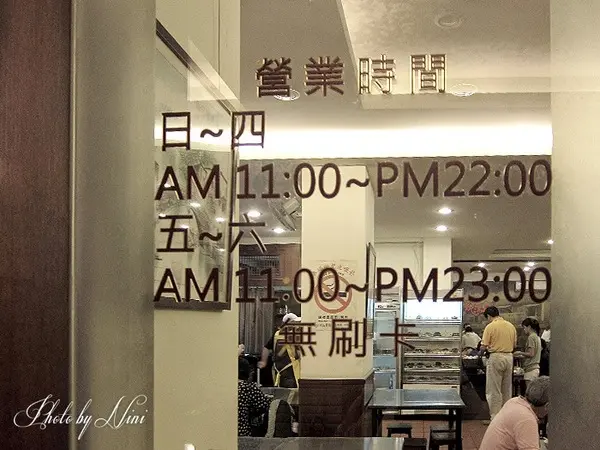 營業時間
日~四
AM 11:00~PM22:00
五~六
AM 11:00~PM23:00
無刷卡
Photo by Nini